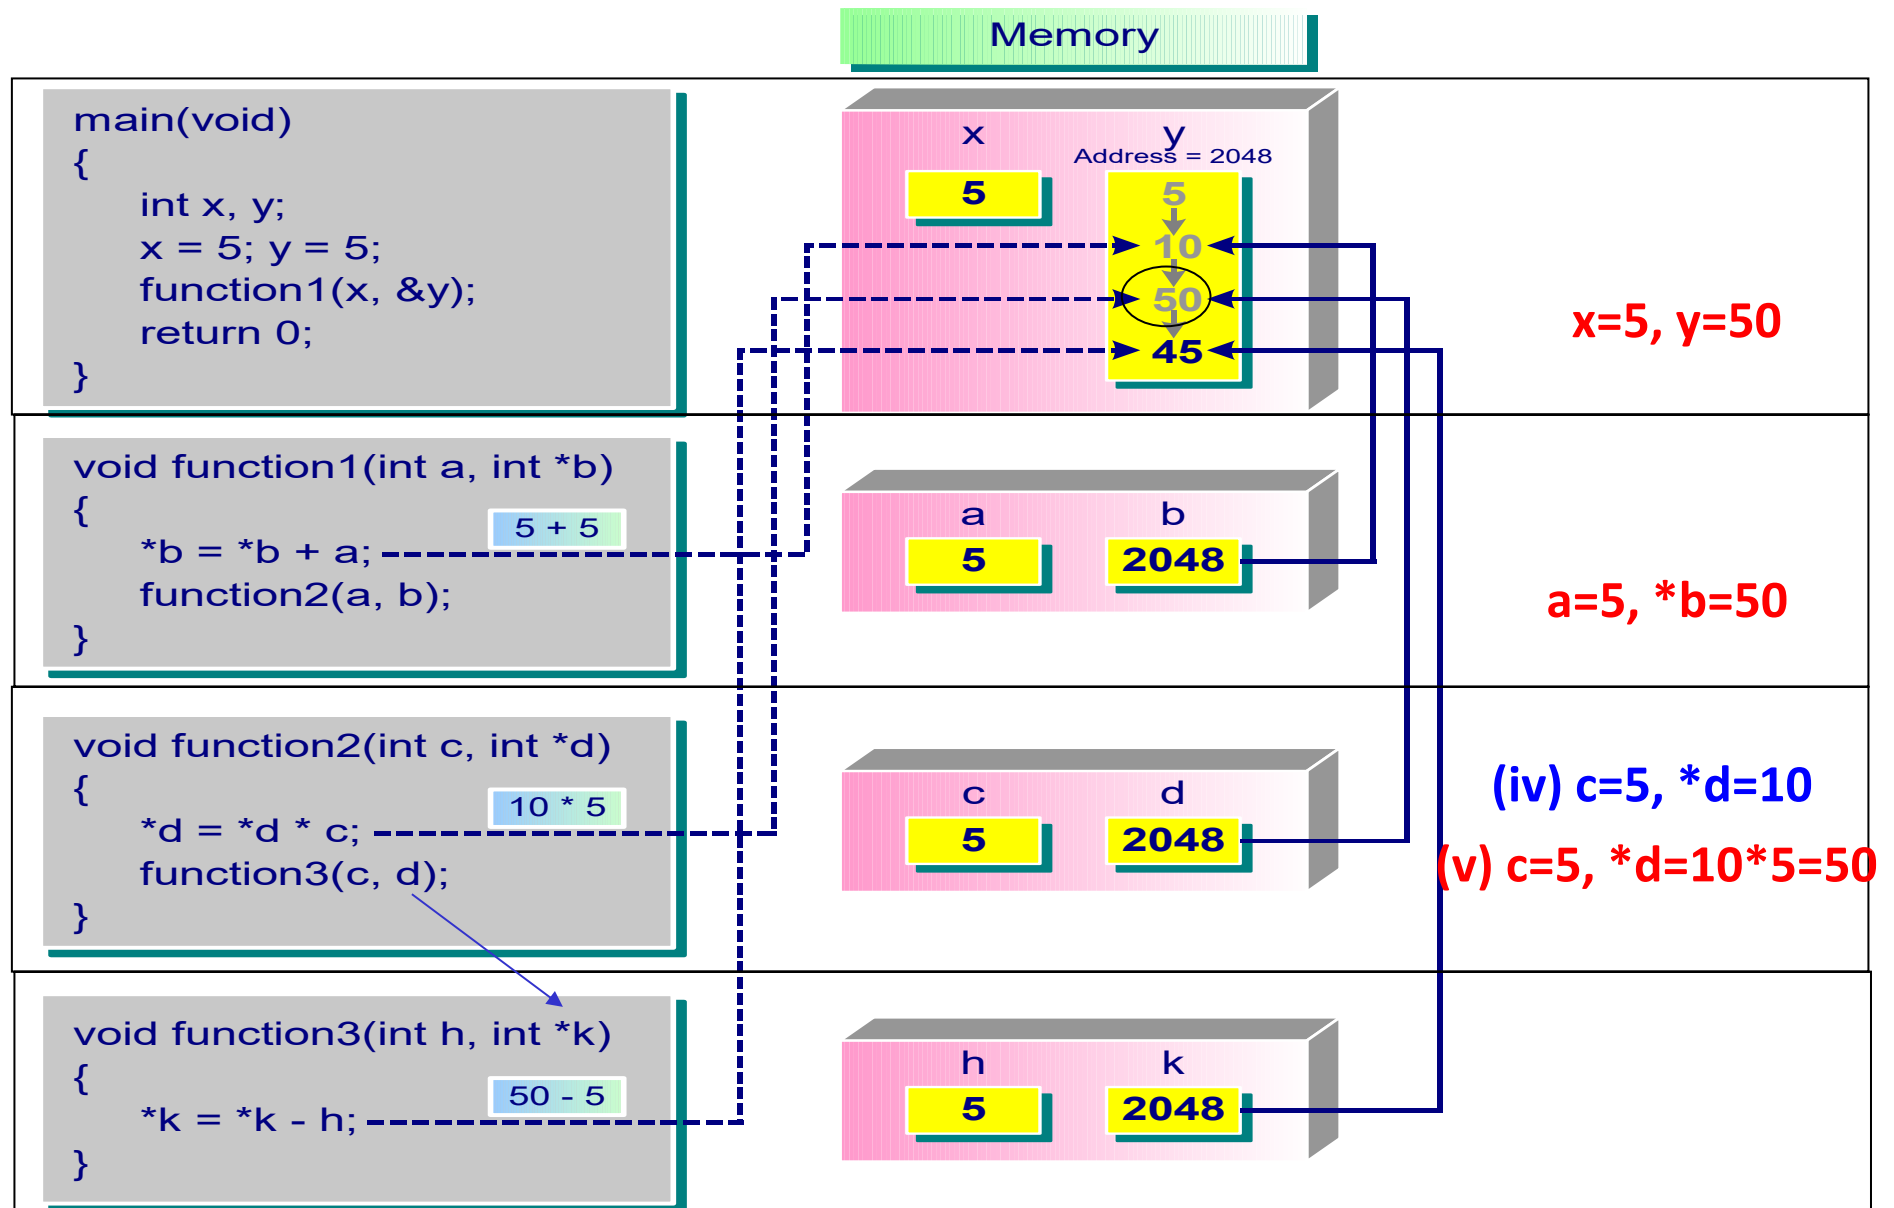 Memory
main(void)
{
int x, y;
x = 5; y = 5;
function1(x, &y);
return 0;
}
x
y
Address = 2048
5
5
10
50
45
x=5, y=50
void function1(int a, int *b)
{
5 + 5
*b = *b + a;
function2(a, b);
}
a
b
5
2048
a=5, *b=50
void function2(int c, int *d)
{
10 * 5
*d = *d * c;
function3(c, d);
}
c
d
5
2048
(iv) c=5, *d=10
(v) c=5, *d=10*5=50
void function3(int h, int *k)
{
50 - 5
*k = *k - h;
}
h
k
5
2048